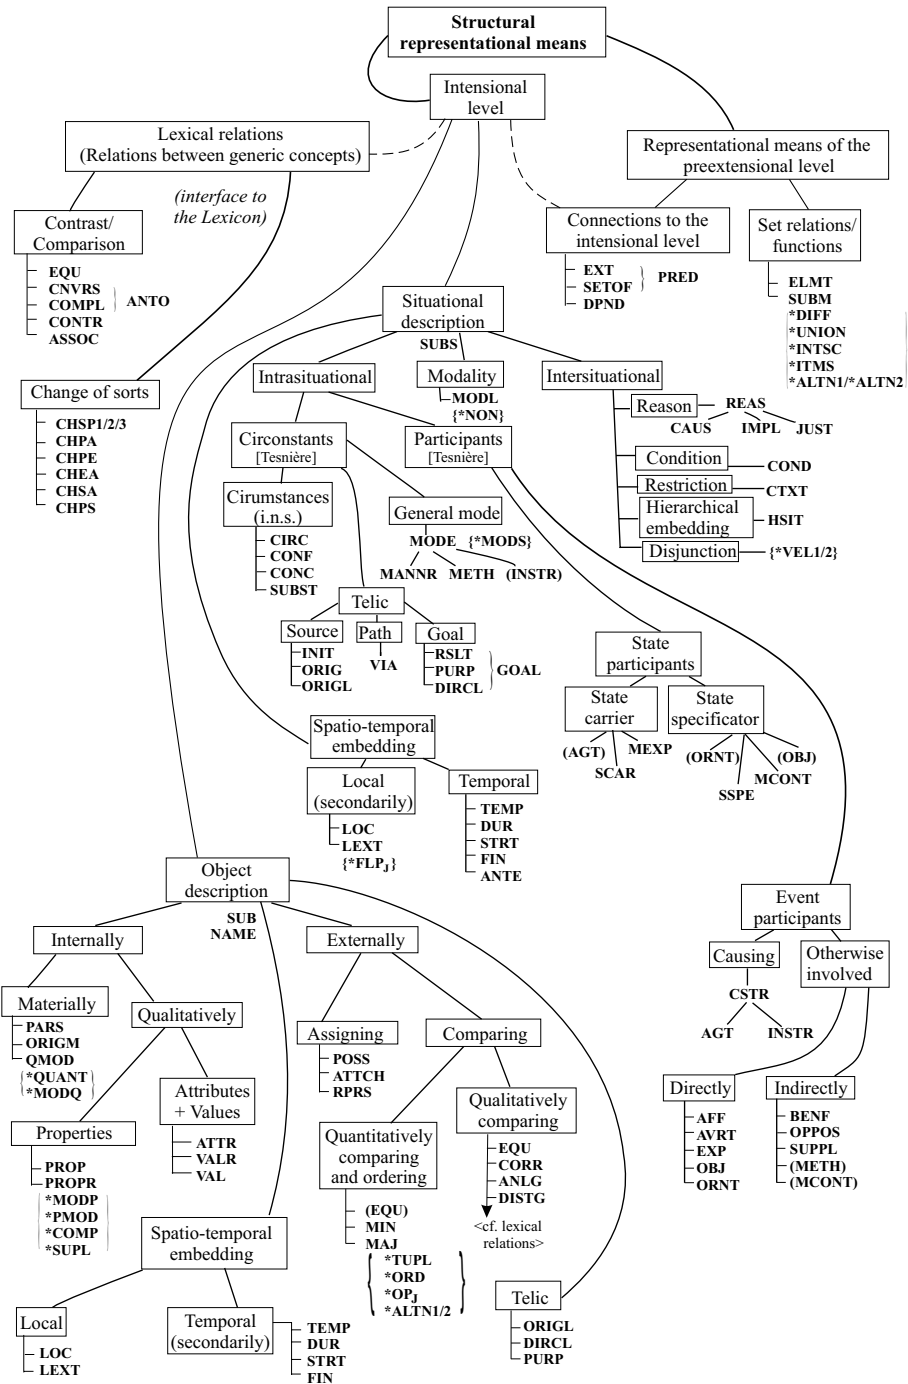 Structural
representational means
Intensional
level
Lexical relations
(Relations between generic concepts)
(interface to
the Lexicon)
Representational means of the
preextensional level
Contrast/
Comparison
EQU
CNVRS
COMPL
CONTR
ASSOC
} ANTO
Connections to the
intensional level
EXT
SETOF
DPND
} PRED
Set relations/
functions
ELMT
SUBM
*DIFF
*UNION
*INTSC
*ITMS
*ALTN1/*ALTN2
Change of sorts
CHSP1/2/3
CHPA
CHPE
CHEA
CHSA
CHPS
Situational
description
SUBS
Intrasituational
Modality
MODL
{*NON}
Intersituational
Reason
REAS
CAUS
IMPL
JUST
Condition
COND
Restriction
CTXT
Hierarchical
embedding
HSIT
Disjunction
{*VEL1/2}
Circonstants
[Tesnière]
Participants
[Tesnière]
Cirumstances
(i.n.s.)
CIRC
CONF
CONC
SUBST
General mode
MODE {*MODS}
MANNR METH (INSTR)
Telic
Source
INIT
ORIG
ORIGL
Path
VIA
Goal
RSLT
PURP
DIRCL
} GOAL
State
participants
State
carrier
(AGT)
SCAR
MEXP
State
specificator
(ORNT)
SSPE
MCONT
(OBJ)
Spatio-temporal
embedding
Local
(secondarily)
LOC
LEXT
{*FLPJ}
Temporal
TEMP
DUR
STRT
FIN
ANTE
Object
description
SUB
NAME
Internally
Externally
Materially
PARS
ORIGM
QMOD
{*QUANT
*MODQ}
Qualitatively
Properties
PROP
PROPR
*MODP
*PMOD
*COMP
*SUPL
Attributes
+ Values
ATTR
VALR
VAL
Assigning
POSS
ATTCH
RPRS
Comparing
Quantitatively
comparing
and ordering
(EQU)
MIN
MAJ
*TUPL
*ORD
*OPJ
*ALTN1/2
Qualitatively
comparing
EQU
CORR
ANLG
DISTG
<cf. lexical
relations>
Event
participants
Causing
CSTR
AGT
INSTR
Otherwise
involved
Directly
AFF
AVRT
EXP
OBJ
ORNT
Indirectly
BENF
OPPOS
SUPPL
(METH)
(MCONT)
Spatio-temporal
embedding
Local
LOC
LEXT
Temporal
(secondarily)
TEMP
DUR
STRT
FIN
Telic
ORIGL
DIRCL
PURP